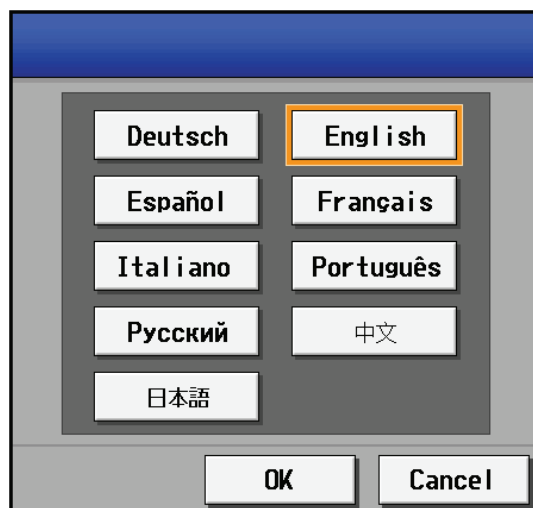 Deutsch English
Español Français
Italiano Português
Русский 中文
日本語
OK Cancel